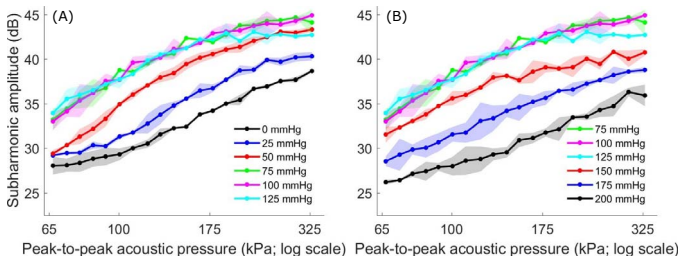 (A)
(B)
Subharmonic amplitude (dB)
45
40
35
30
25
0 mmHg
25 mmHg
50 mmHg
75 mmHg
100 mmHg
125 mmHg
65 100 175 325
Peak-to-peak acoustic pressure (kPa; log scale)
45
40
35
30
25
75 mmHg
100 mmHg
125 mmHg
150 mmHg
175 mmHg
200 mmHg
65 100 175 325
Peak-to-peak acoustic pressure (kPa; log scale)